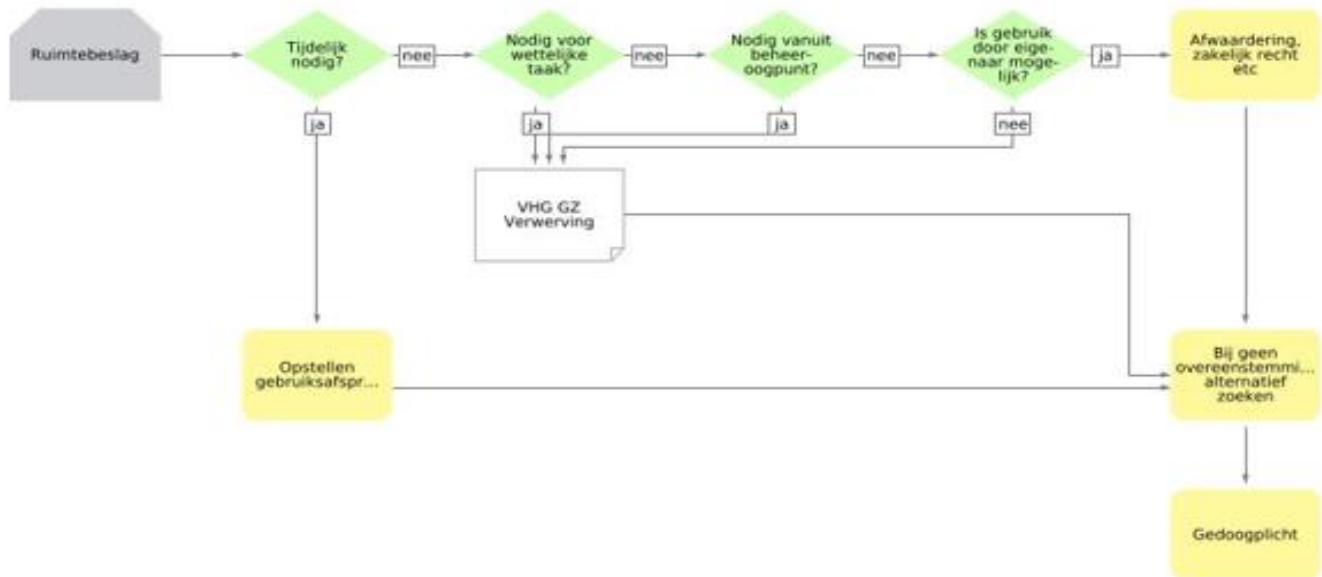 Ruimtebeslag
Tijdelijk
nodig?
nee
Nodig voor
wettelijke
taak?
nee
Nodig vanuit
beheer-
oogpunt?
nee
Is gebruik
door eige-
naar moge-
lijk?
ja
Afwaardering,
zakelijk recht
etc
ja
ja
ja
nee
VHG GZ
Verwerving
Opstellen
gebruiksafspr...
Bij geen
overeenstemmi...
alternatief
zoeken
Gedoogplicht